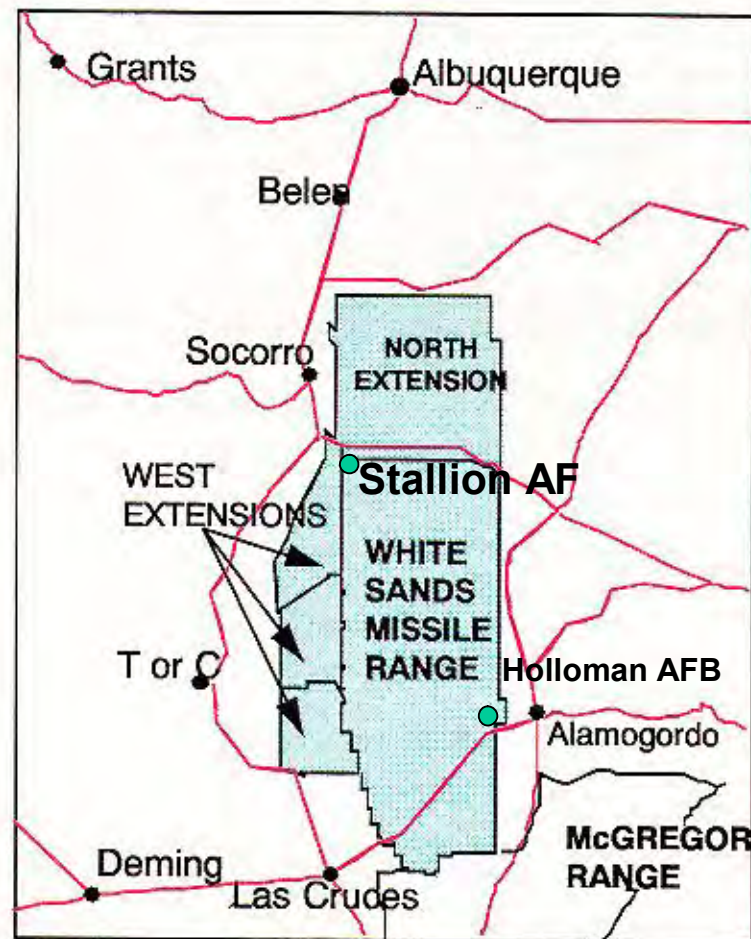 Grants
Albuquerque
Belen
Socorro
NORTH
EXTENSION
Stallion AF
WEST
EXTENSIONS
WHITE
SANDS
MISSILE
RANGE
T or C
Holloman AFB
Alamogordo
McGREGOR
RANGE
Deming
Las Cruces